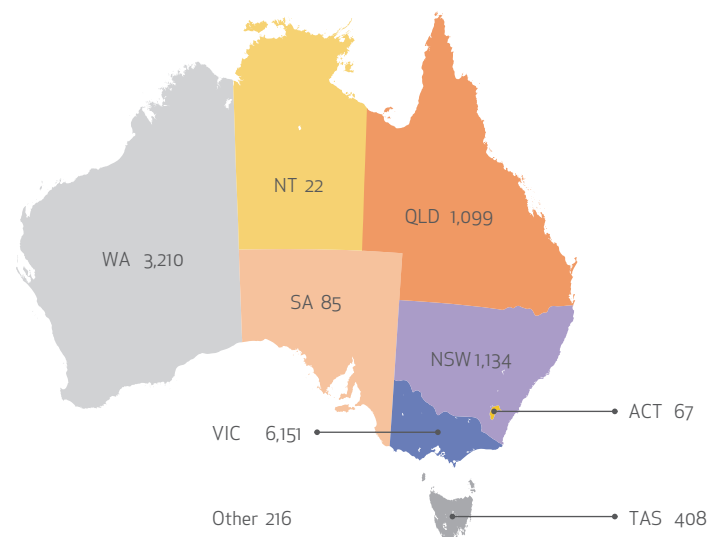 NT 22
QLD 1,099
WA 3,210
SA 85
NSW 1,134
ACT 67
VIC 6,151
Other 216
TAS 408